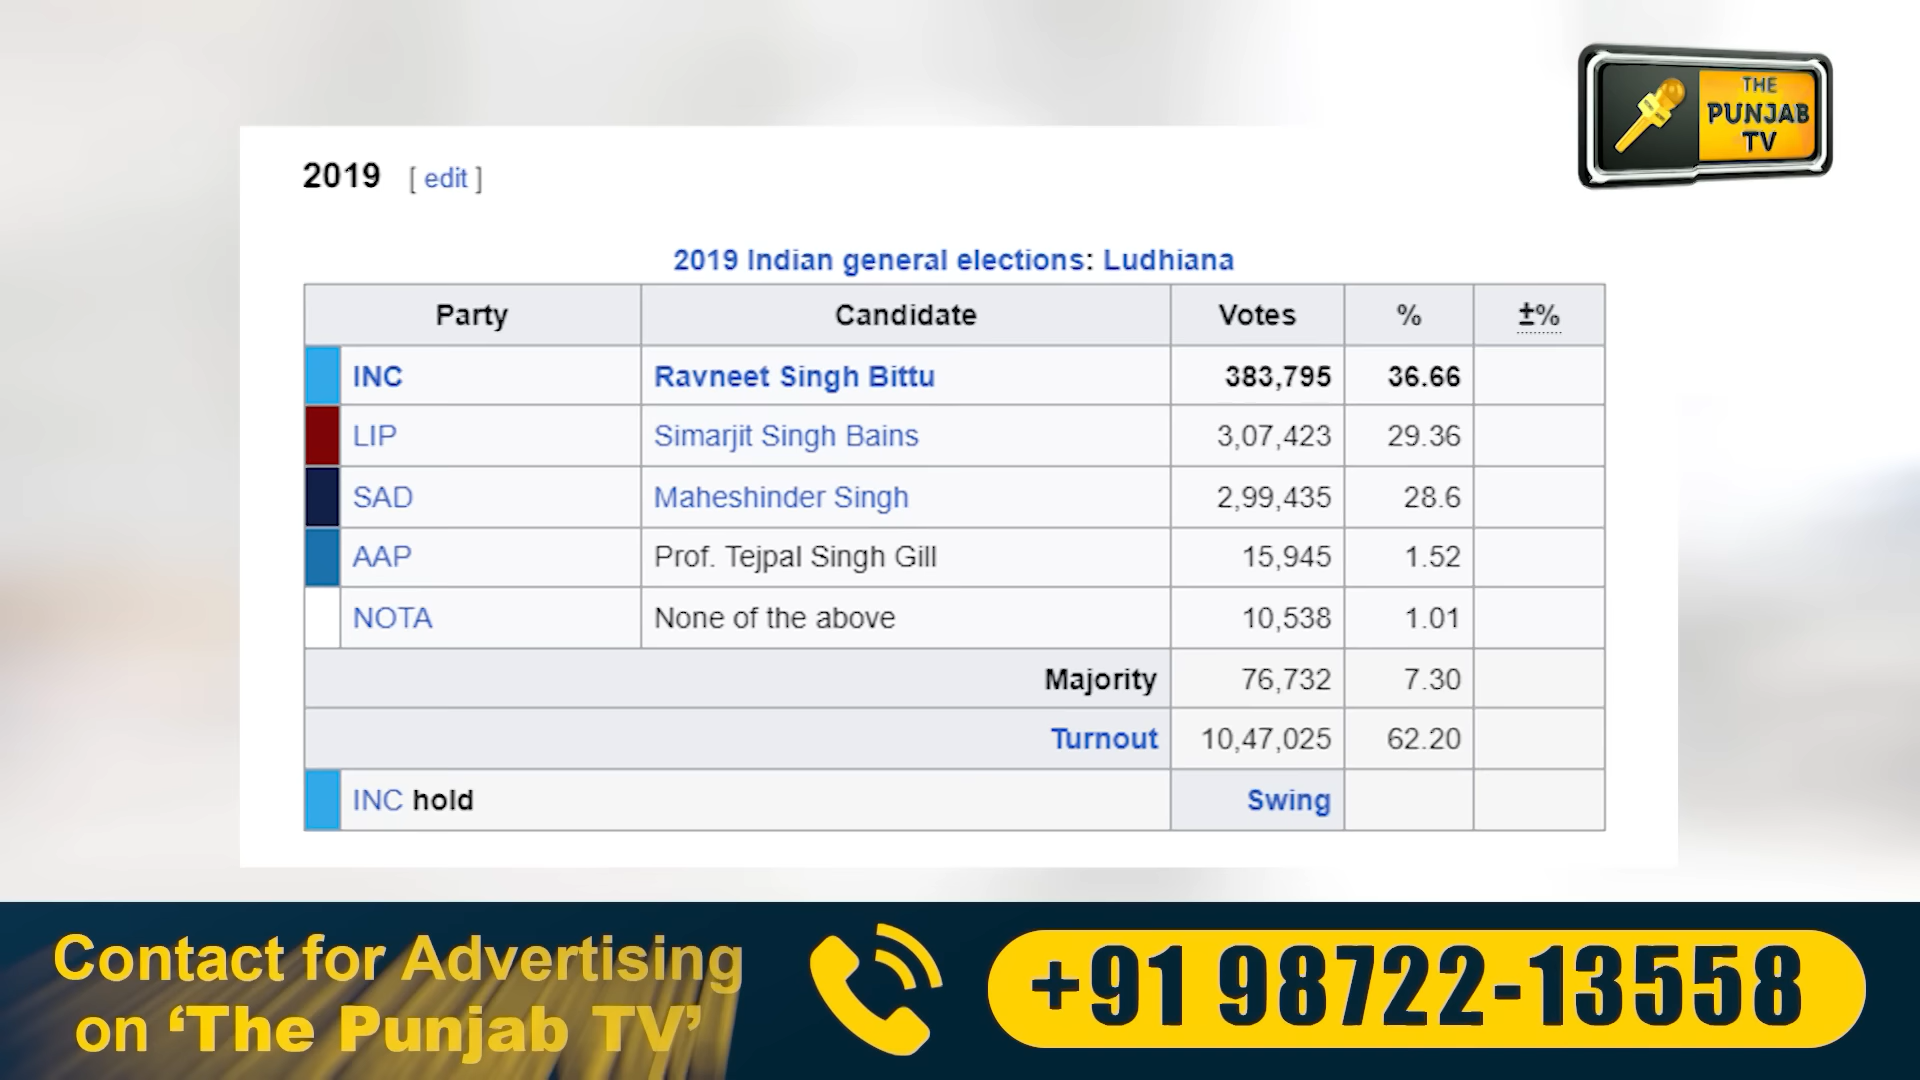 THE
PUNJAB
TV
2019 [ edit ]
2019 Indian general elections: Ludhiana
Party Candidate Votes % ±%
INC Ravneet Singh Bittu 383,795 36.66
LIP Simarjit Singh Bains 3,07,423 29.36
SAD Maheshinder Singh 2,99,435 28.6
AAP Prof. Tejpal Singh Gill 15,945 1.52
NOTA None of the above 10,538 1.01
Majority 76,732 7.30
Turnout 10,47,025 62.20
INC hold Swing
Contact for Advertising
on ‘The Punjab TV’
+91 98722-13558